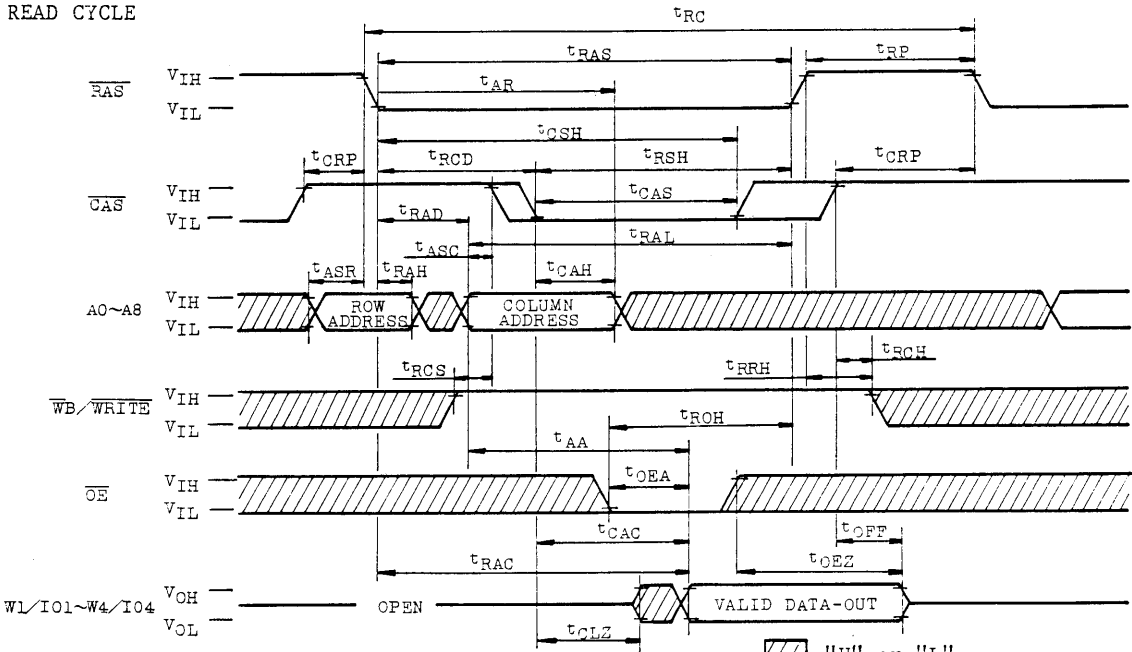 READ CYCLE
tRC
tRAS
tRP
tAR
RAS
VIH
VIL
tCSH
tCRP
tRCD
tRSH
tCRP
CAS
VIH
VIL
tCAS
tRAD
tRAL
tASC
tASR
tRAH
tCAH
A0~A8
VIH
VIL
ROW ADDRESS
COLUMN ADDRESS
tRCS
tRRH
tRCH
WB/WRITE
VIH
VIL
tROH
tAA
tOEA
OE
VIH
VIL
tCAC
tOFF
tRAC
tOEZ
W1/IO1~W4/IO4
VOH
VOL
OPEN
VALID DATA-OUT
tCLZ
"H" or "L"